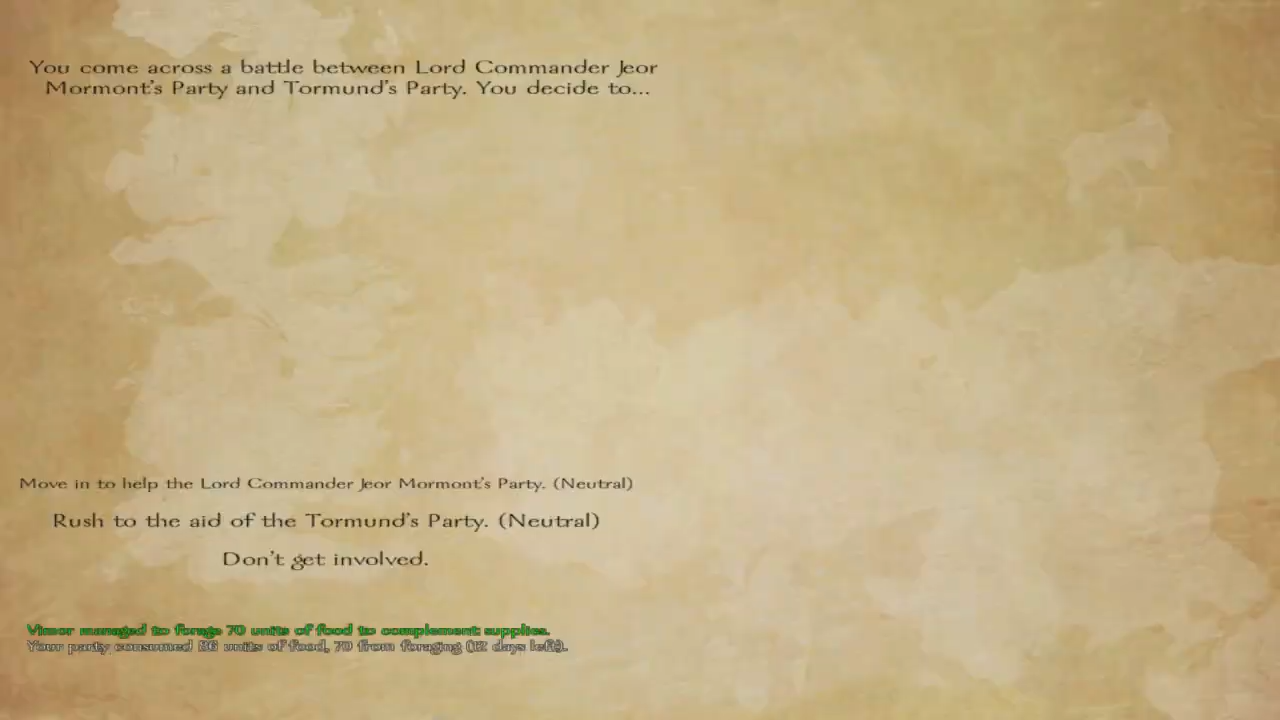 You come across a battle between Lord Commander Jeor
Mormont's Party and Tormund's Party. You decide to...
Move in to help the Lord Commander Jeor Mormont's Party. (Neutral)
Rush to the aid of the Tormund's Party. (Neutral)
Don't get involved.
Vimor managed to forage 70 units of food to complement supplies.
Your party consumed 86 units of food, 70 from foraging (12 days left).